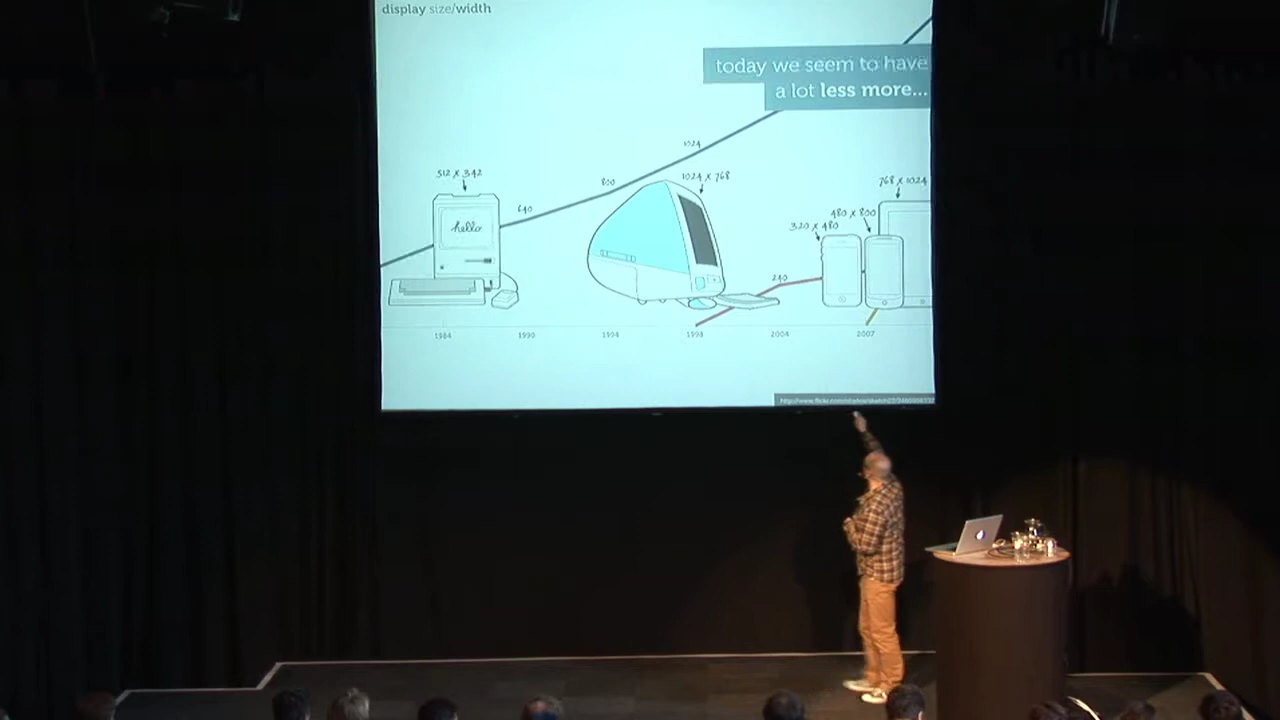 display size/width
today we seem to have
a lot less more...
1024
512 X 342
1024 X 768
768 X 1024
800
640
480 X 800
320 X 480
hello
240
1984
1990
1994
1998
2004
2007